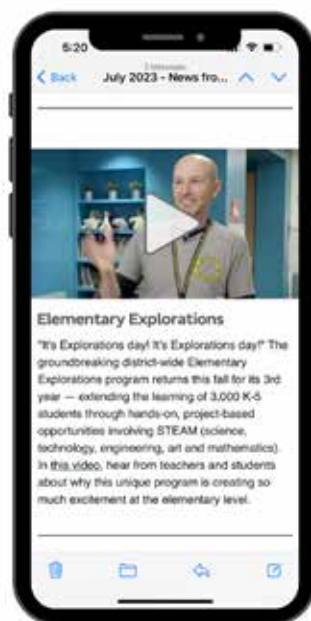 5:20
2 Messages
Back
July 2023 - News fro...
Elementary Explorations
"It's Explorations day! It's Explorations day!" The
groundbreaking district-wide Elementary
Explorations program returns this fall for its 3rd
year — extending the learning of 3,000 K-5
students through hands-on, project-based
opportunities involving STEAM (science,
technology, engineering, art and mathematics).
In this video, hear from teachers and students
about why this unique program is creating so
much excitement at the elementary level.